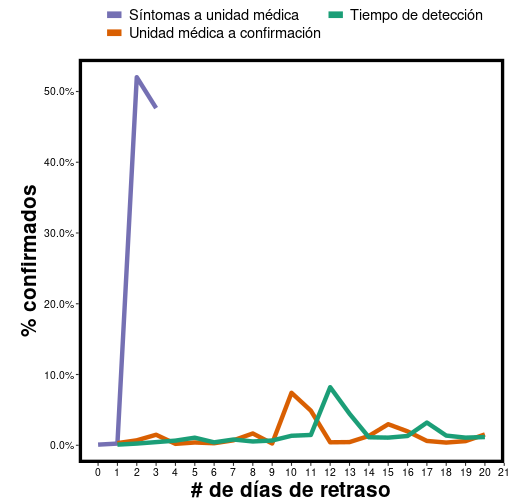 Síntomas a unidad médica
Tiempo de detección
Unidad médica a confirmación
50.0%
40.0%
30.0%
20.0%
10.0%
0.0%
% confirmados
0 1 2 3 4 5 6 7 8 9 10 11 12 13 14 15 16 17 18 19 20 21
# de días de retraso